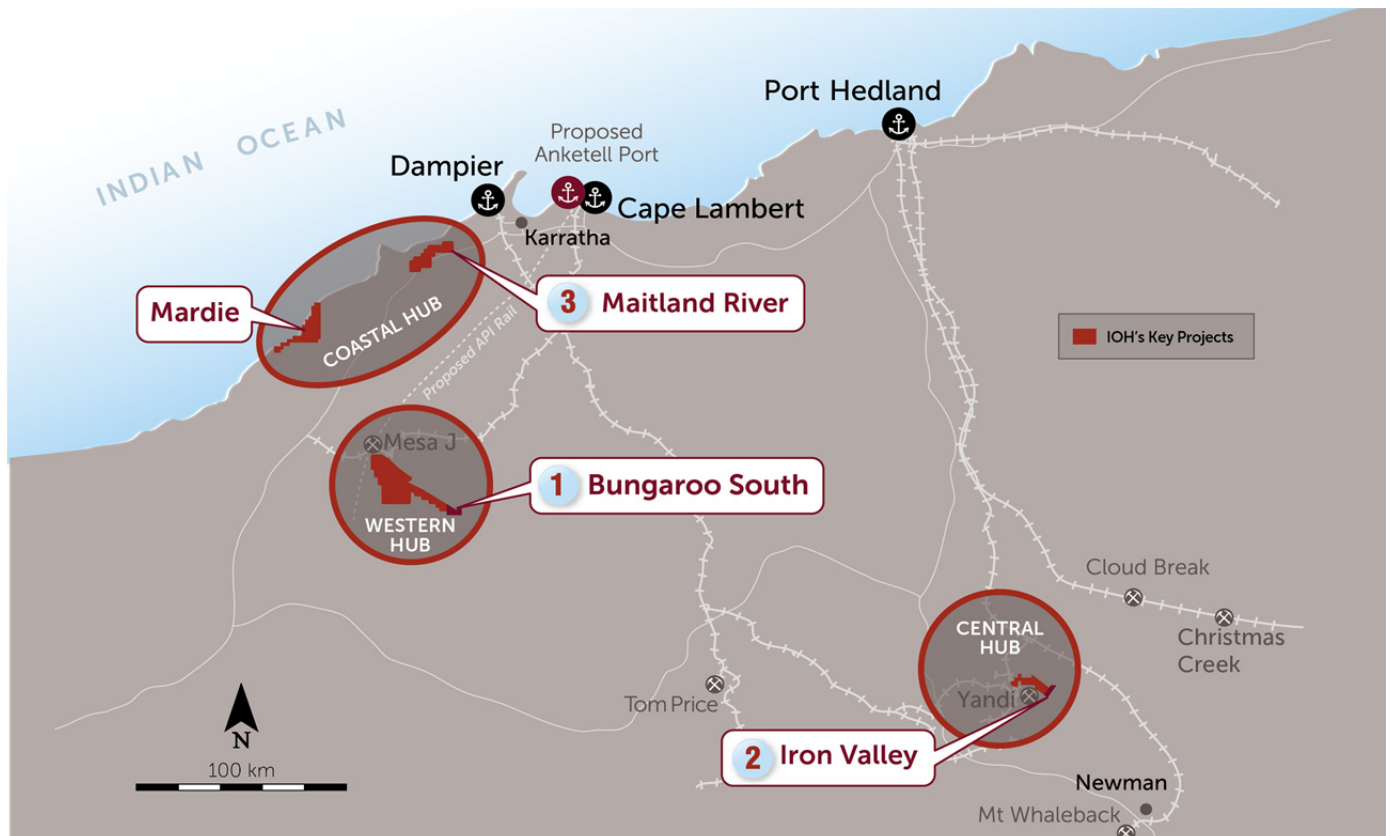 Port Hedland
Proposed
Anketell Port
INDIAN OCEAN
Dampier
Cape Lambert
Karratha
3 Maitland River
Mardie
COASTAL HUB
Proposed API Rail
IOH's Key Projects
Mesa J
1 Bungaroo South
WESTERN
HUB
Cloud Break
CENTRAL
HUB
Christmas
Creek
Tom Price
Yandi
2 Iron Valley
N
100 km
Newman
Mt Whaleback